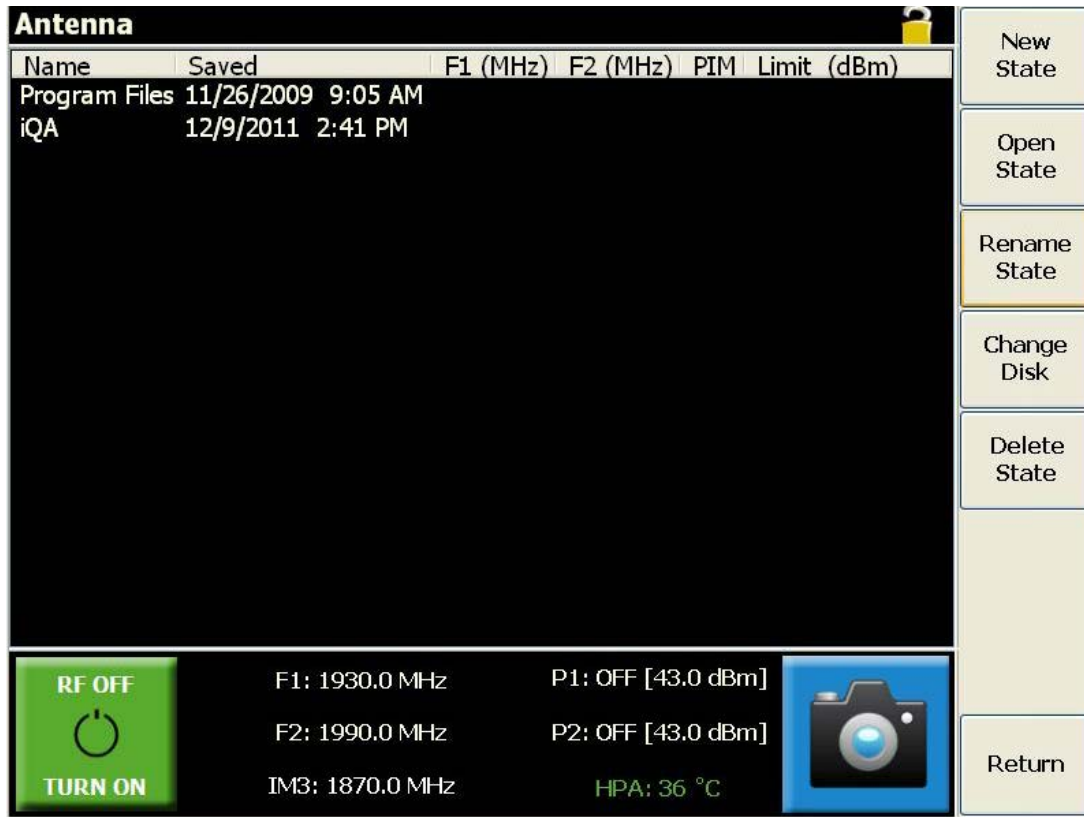 Antenna
Name Saved F1 (MHz) F2 (MHz) PIM Limit (dBm)
Program Files 11/26/2009 9:05 AM
iQA 12/9/2011 2:41 PM
New
State
Open
State
Rename
State
Change
Disk
Delete
State
Return
RF OFF
TURN ON
F1: 1930.0 MHz
F2: 1990.0 MHz
IM3: 1870.0 MHz
P1: OFF [43.0 dBm]
P2: OFF [43.0 dBm]
HPA: 36 °C